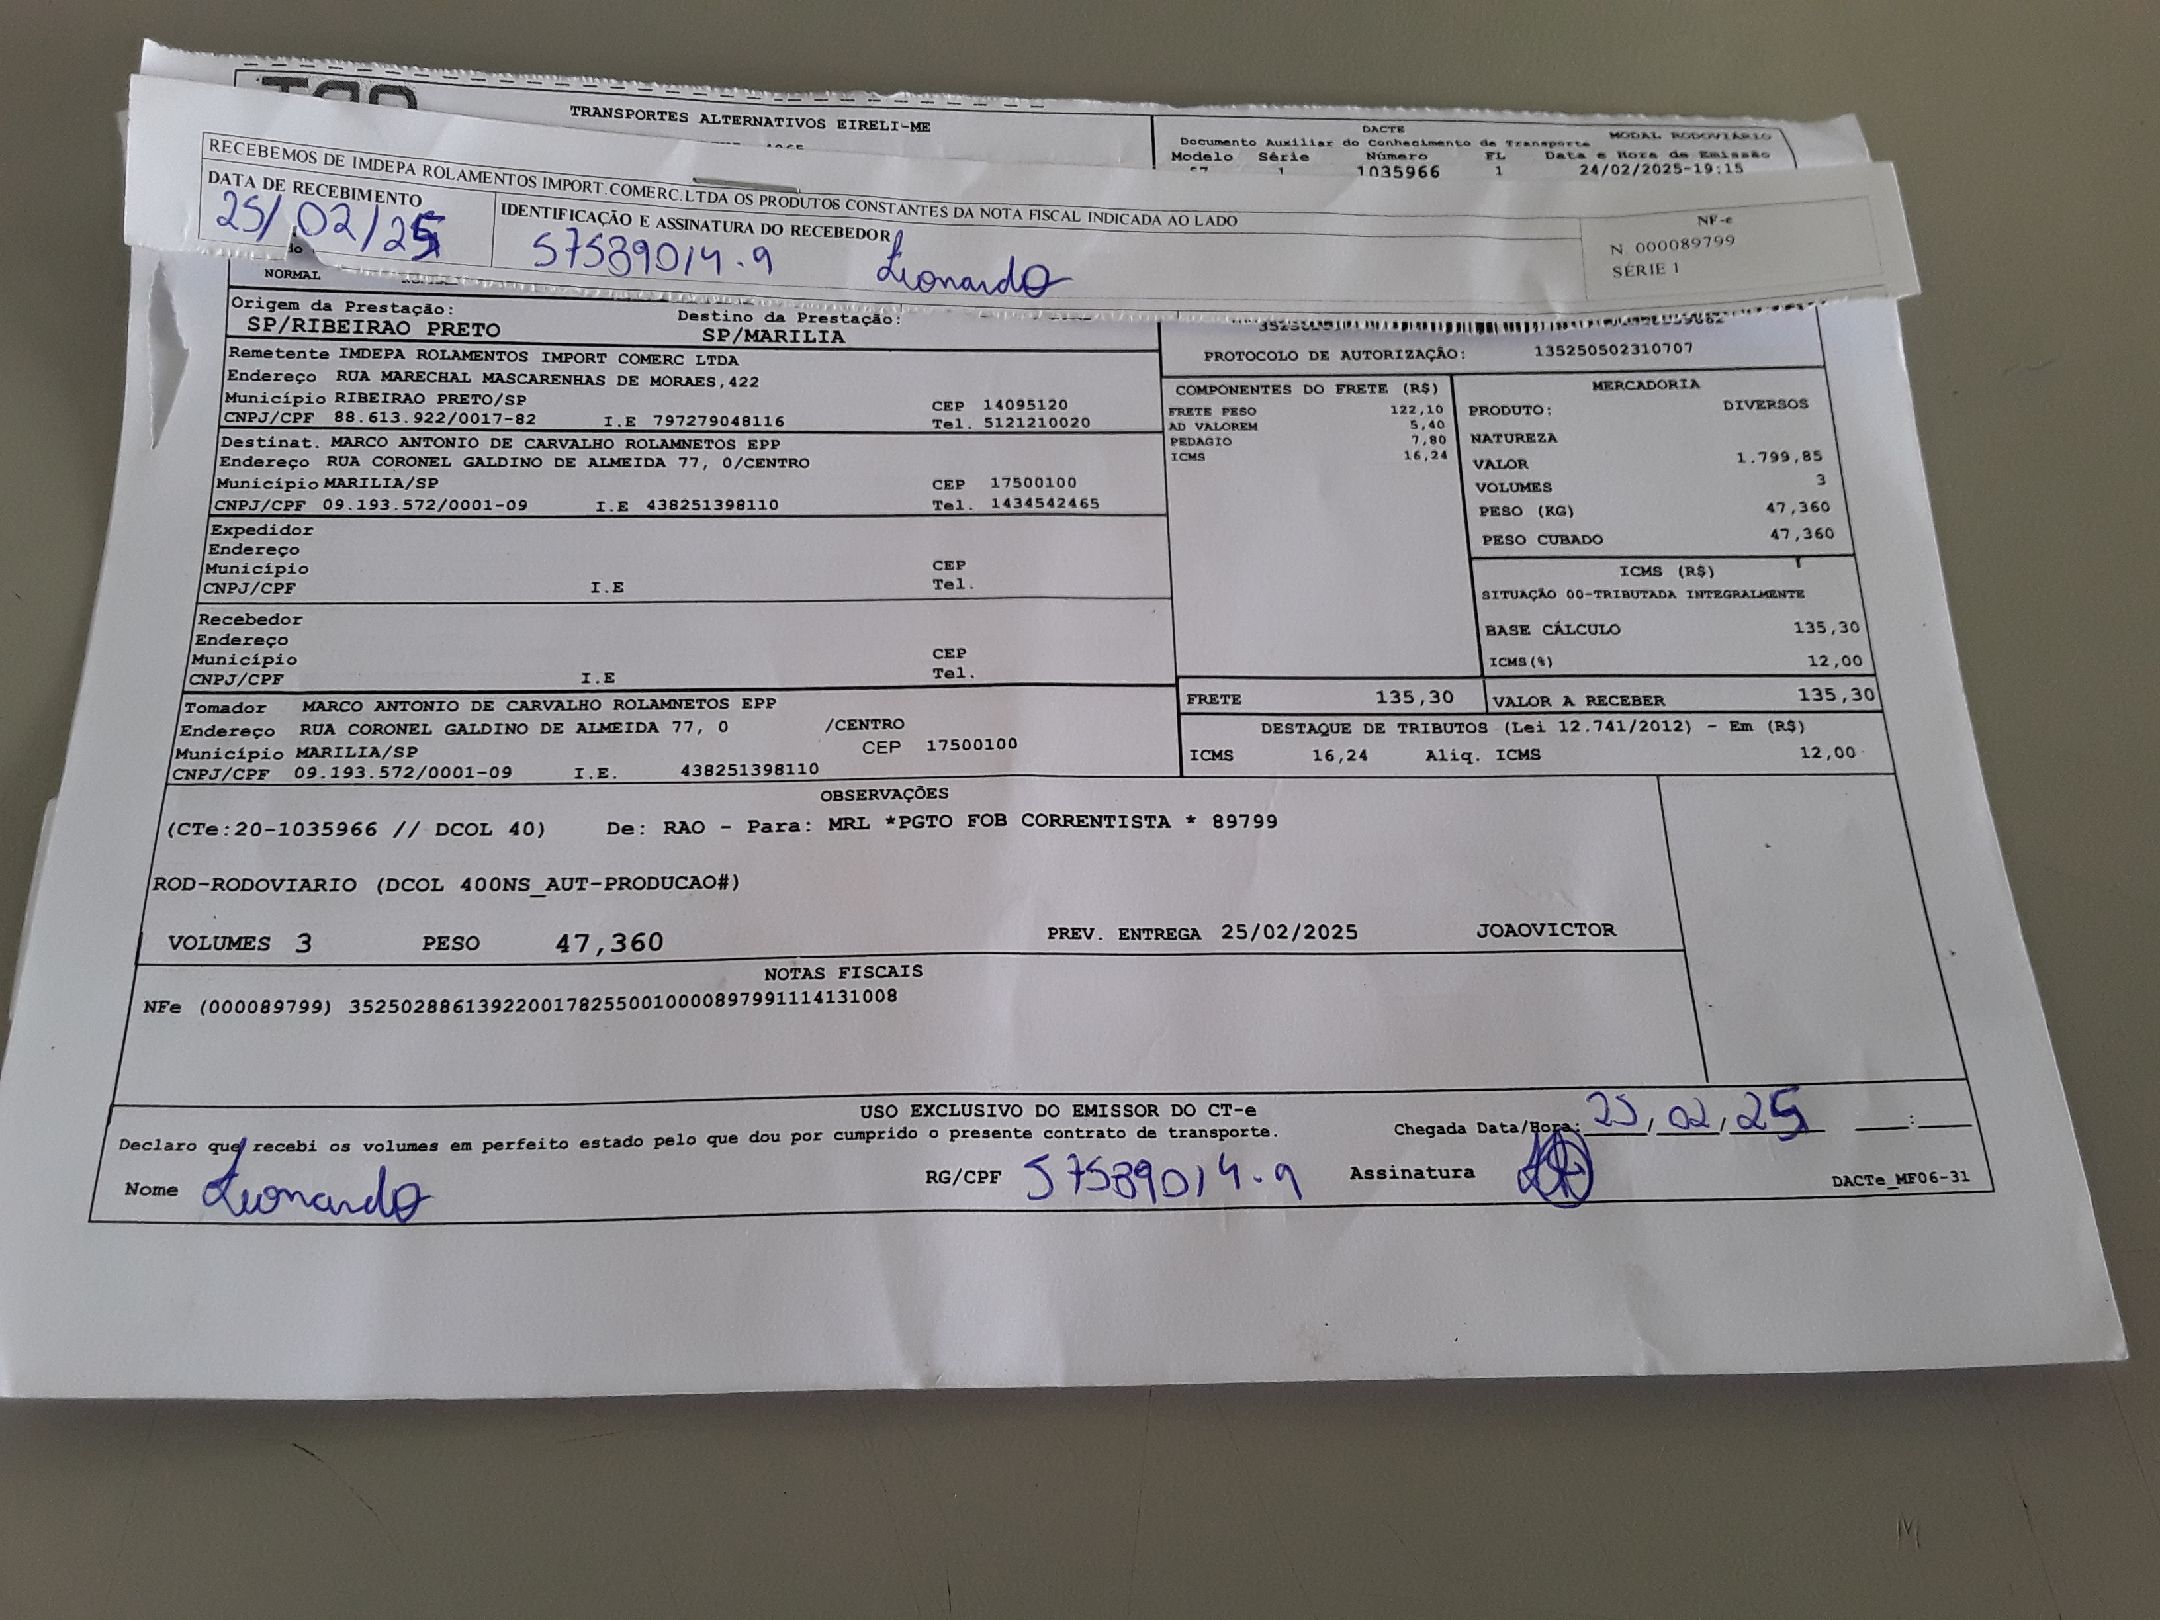 TRANSPORTES ALTERNATIVOS EIRELI-ME
DACTE
MODAL RODOVIÁRIO
Documento Auxiliar do Conhecimento de Transporte
Modelo Série Número FL Data e Hora de Emissão
57 1 1035966 1 24/02/2025-19:15
RECEBEMOS DE IMDEPA ROLAMENTOS IMPORT.COMERC.LTDA OS PRODUTOS CONSTANTES DA NOTA FISCAL INDICADA AO LADO
DATA DE RECEBIMENTO
25/02/25
IDENTIFICAÇÃO E ASSINATURA DO RECEBEDOR
57589014-9 Leonardo
NF-e
N. 000089799
SÉRIE 1
NORMAL
Origem da Prestação:
SP/RIBEIRAO PRETO
Destino da Prestação:
SP/MARILIA
PROTOCOLO DE AUTORIZAÇÃO: 135250502310707
Remetente IMDEPA ROLAMENTOS IMPORT COMERC LTDA
Endereço RUA MARECHAL MASCARENHAS DE MORAES,422
Município RIBEIRAO PRETO/SP CEP 14095120
CNPJ/CPF 88.613.922/0017-82 I.E 797279048116 Tel. 5121210020
Destinat. MARCO ANTONIO DE CARVALHO ROLAMNETOS EPP
Endereço RUA CORONEL GALDINO DE ALMEIDA 77, 0/CENTRO
Município MARILIA/SP CEP 17500100
CNPJ/CPF 09.193.572/0001-09 I.E 438251398110 Tel. 1434542465
Expedidor
Endereço
Município CEP
CNPJ/CPF I.E Tel.
Recebedor
Endereço
Município CEP
CNPJ/CPF I.E Tel.
Tomador MARCO ANTONIO DE CARVALHO ROLAMNETOS EPP
Endereço RUA CORONEL GALDINO DE ALMEIDA 77, 0 /CENTRO
Município MARILIA/SP CEP 17500100
CNPJ/CPF 09.193.572/0001-09 I.E. 438251398110
COMPONENTES DO FRETE (R$)
FRETE PESO 122,10
AD VALOREM 5,40
PEDAGIO 7,80
ICMS 16,24
MERCADORIA
PRODUTO: DIVERSOS
NATUREZA
VALOR 1.799,85
VOLUMES 3
PESO (KG) 47,360
PESO CUBADO 47,360
ICMS (R$)
SITUAÇÃO 00-TRIBUTADA INTEGRALMENTE
BASE CÁLCULO 135,30
ICMS(%) 12,00
FRETE 135,30
VALOR A RECEBER 135,30
DESTAQUE DE TRIBUTOS (Lei 12.741/2012) - Em (R$)
ICMS 16,24 Aliq. ICMS 12,00
OBSERVAÇÕES
(CTe:20-1035966 // DCOL 40) De: RAO - Para: MRL *PGTO FOB CORRENTISTA * 89799
ROD-RODOVIARIO (DCOL 400NS_AUT-PRODUCAO#)
VOLUMES 3 PESO 47,360 PREV. ENTREGA 25/02/2025 JOAOVICTOR
NOTAS FISCAIS
NFe (000089799) 35250288613922001782550010000897991114131008
USO EXCLUSIVO DO EMISSOR DO CT-e
Declaro que recebi os volumes em perfeito estado pelo que dou por cumprido o presente contrato de transporte.
Chegada Data/Hora: 25/02/25 __:__
Nome Leonardo RG/CPF 57589014-9 Assinatura
DACTe_MF06-31